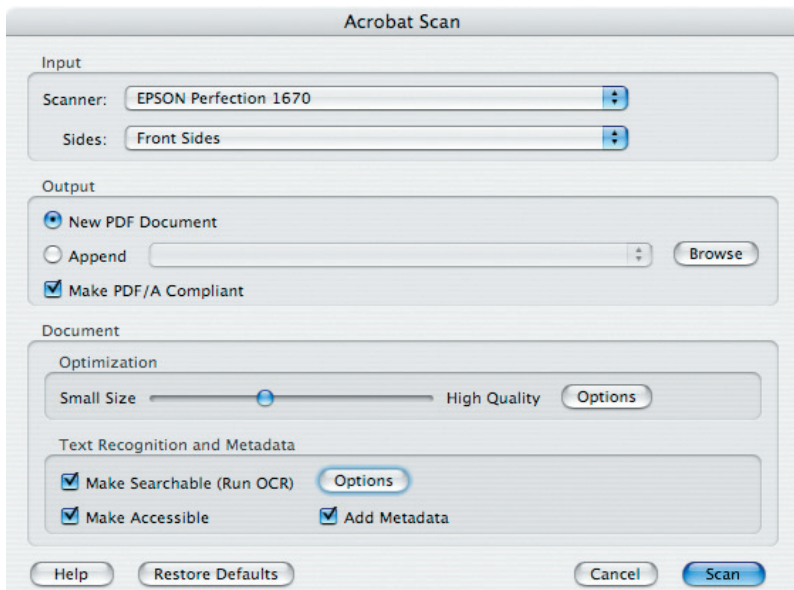 Acrobat Scan
Input
Scanner: EPSON Perfection 1670
Sides: Front Sides
Output
New PDF Document
Append Browse
Make PDF/A Compliant
Document
Optimization
Small Size High Quality Options
Text Recognition and Metadata
Make Searchable (Run OCR) Options
Make Accessible Add Metadata
Help Restore Defaults Cancel Scan